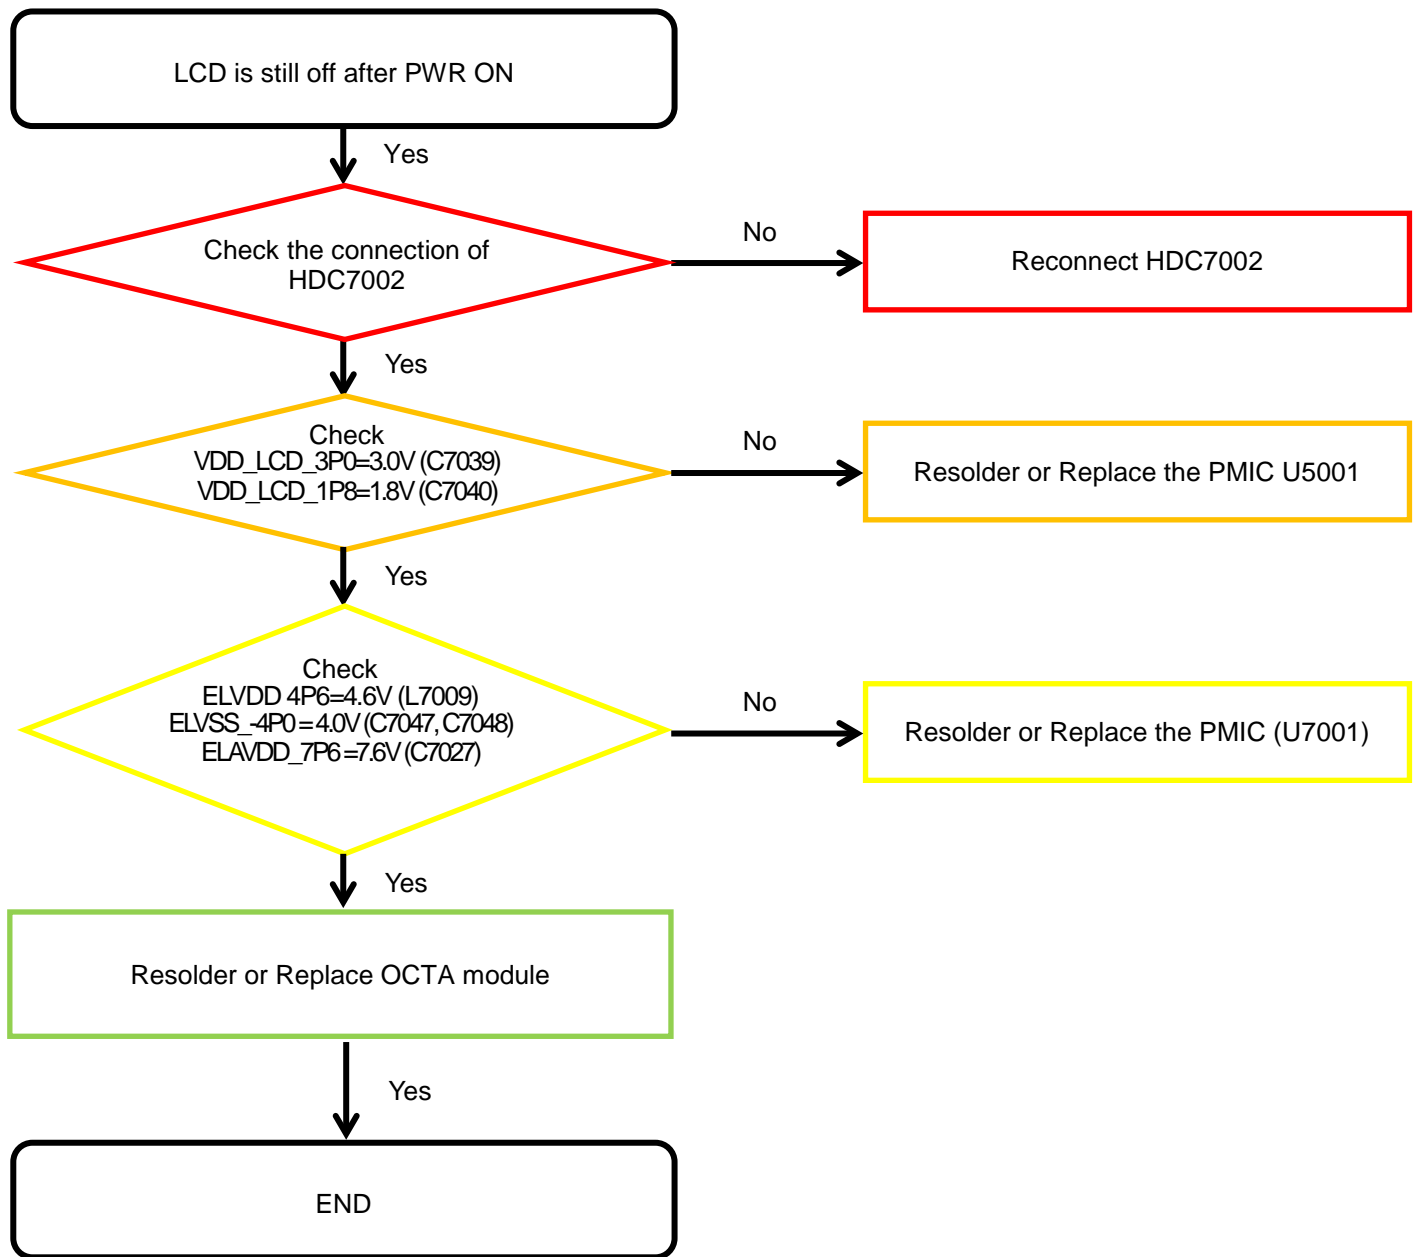 LCD is still off after PWR ON
Yes
Check the connection of
HDC7002
No
Reconnect HDC7002
Yes
Check
VDD_LCD_3P0=3.0V (C7039)
VDD_LCD_1P8=1.8V (C7040)
No
Resolder or Replace the PMIC U5001
Yes
Check
ELVDD 4P6=4.6V (L7009)
ELVSS_-4P0 = 4.0V (C7047, C7048)
ELAVDD_7P6 =7.6V (C7027)
No
Resolder or Replace the PMIC (U7001)
Yes
Resolder or Replace OCTA module
Yes
END